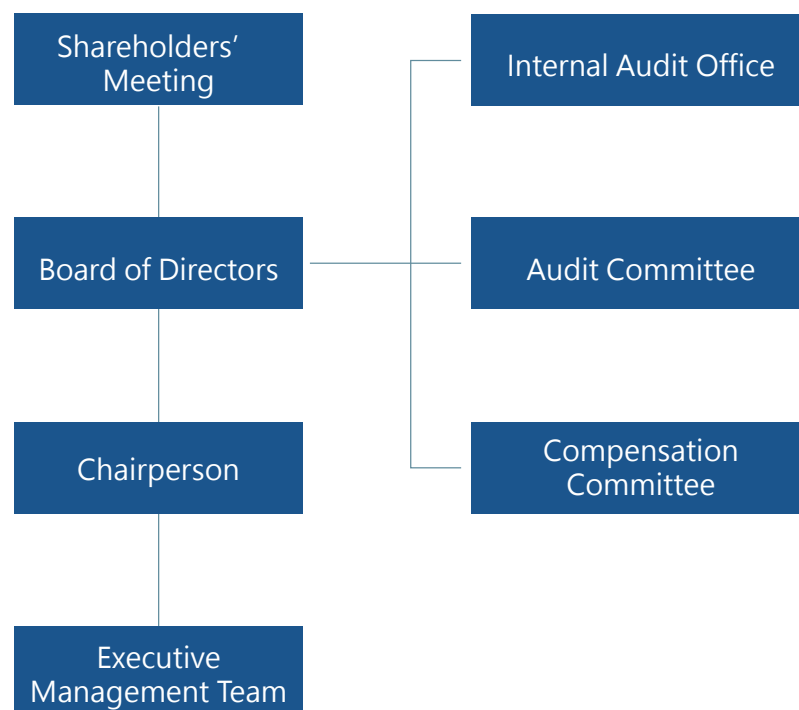 Shareholders’
Meeting
Internal Audit Office
Board of Directors
Audit Committee
Chairperson
Compensation
Committee
Executive
Management Team